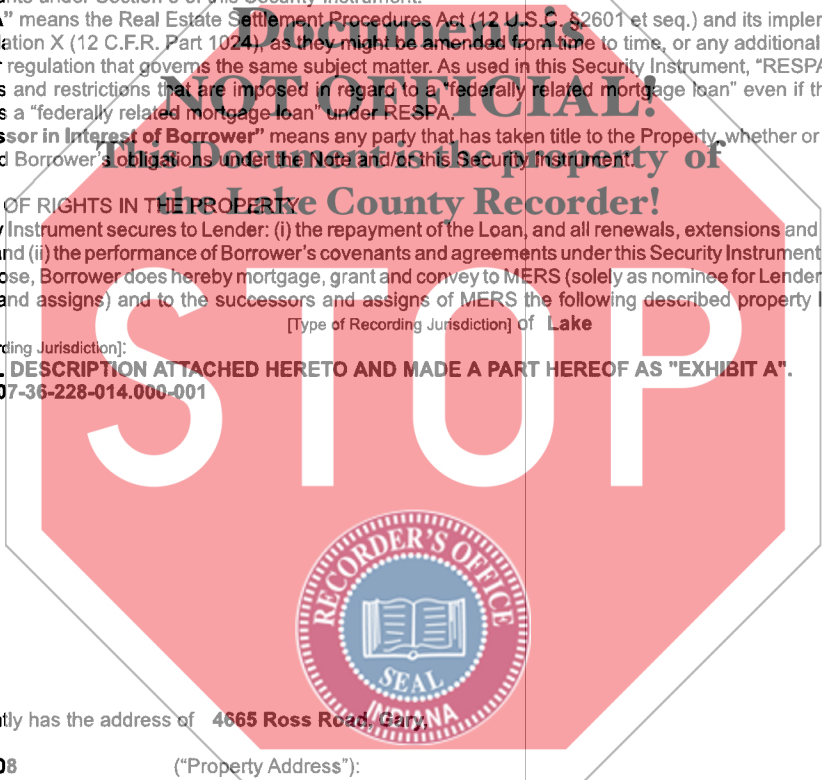 nts under Section 3 of this Security Instrument.
A” means the Real Estate Settlement Procedures Act (12 U.S.C. §2601 et seq.) and its implem
lation X (12 C.F.R. Part 1024), as they might be amended from time to time, or any additional
r regulation that governs the same subject matter. As used in this Security Instrument, “RESPA
s and restrictions that are imposed in regard to a “federally related mortgage loan” even if th
s a “federally related mortgage loan” under RESPA.
ssor in Interest of Borrower” means any party that has taken title to the Property, whether or
d Borrower’s obligations under the Note and/or this Security Instrument.
Document is
NOT OFFICIAL!
This Document is the property of
the Lake County Recorder!
OF RIGHTS IN THE PROPERTY
y Instrument secures to Lender: (i) the repayment of the Loan, and all renewals, extensions and
nd (ii) the performance of Borrower’s covenants and agreements under this Security Instrument
ose, Borrower does hereby mortgage, grant and convey to MERS (solely as nominee for Lender
and assigns) and to the successors and assigns of MERS the following described property l
[Type of Recording Jurisdiction] of Lake
ding Jurisdiction]:
L DESCRIPTION ATTACHED HERETO AND MADE A PART HEREOF AS "EXHIBIT A".
07-36-228-014.000-001
STOP
RECORDER'S OFFICE
SEAL
INDIANA
tly has the address of 4665 Ross Road, Gary,
08 (“Property Address”):